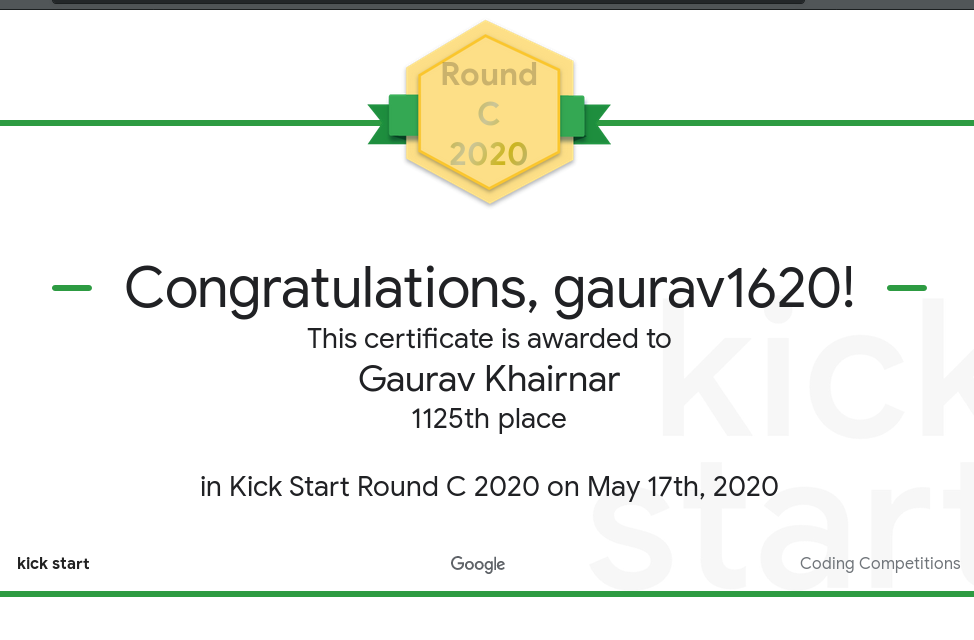 Round
C
2020
Congratulations, gaurav1620!
This certificate is awarded to
Gaurav Khairnar
1125th place
in Kick Start Round C 2020 on May 17th, 2020
kick
start
kick start
Google
Coding Competitions